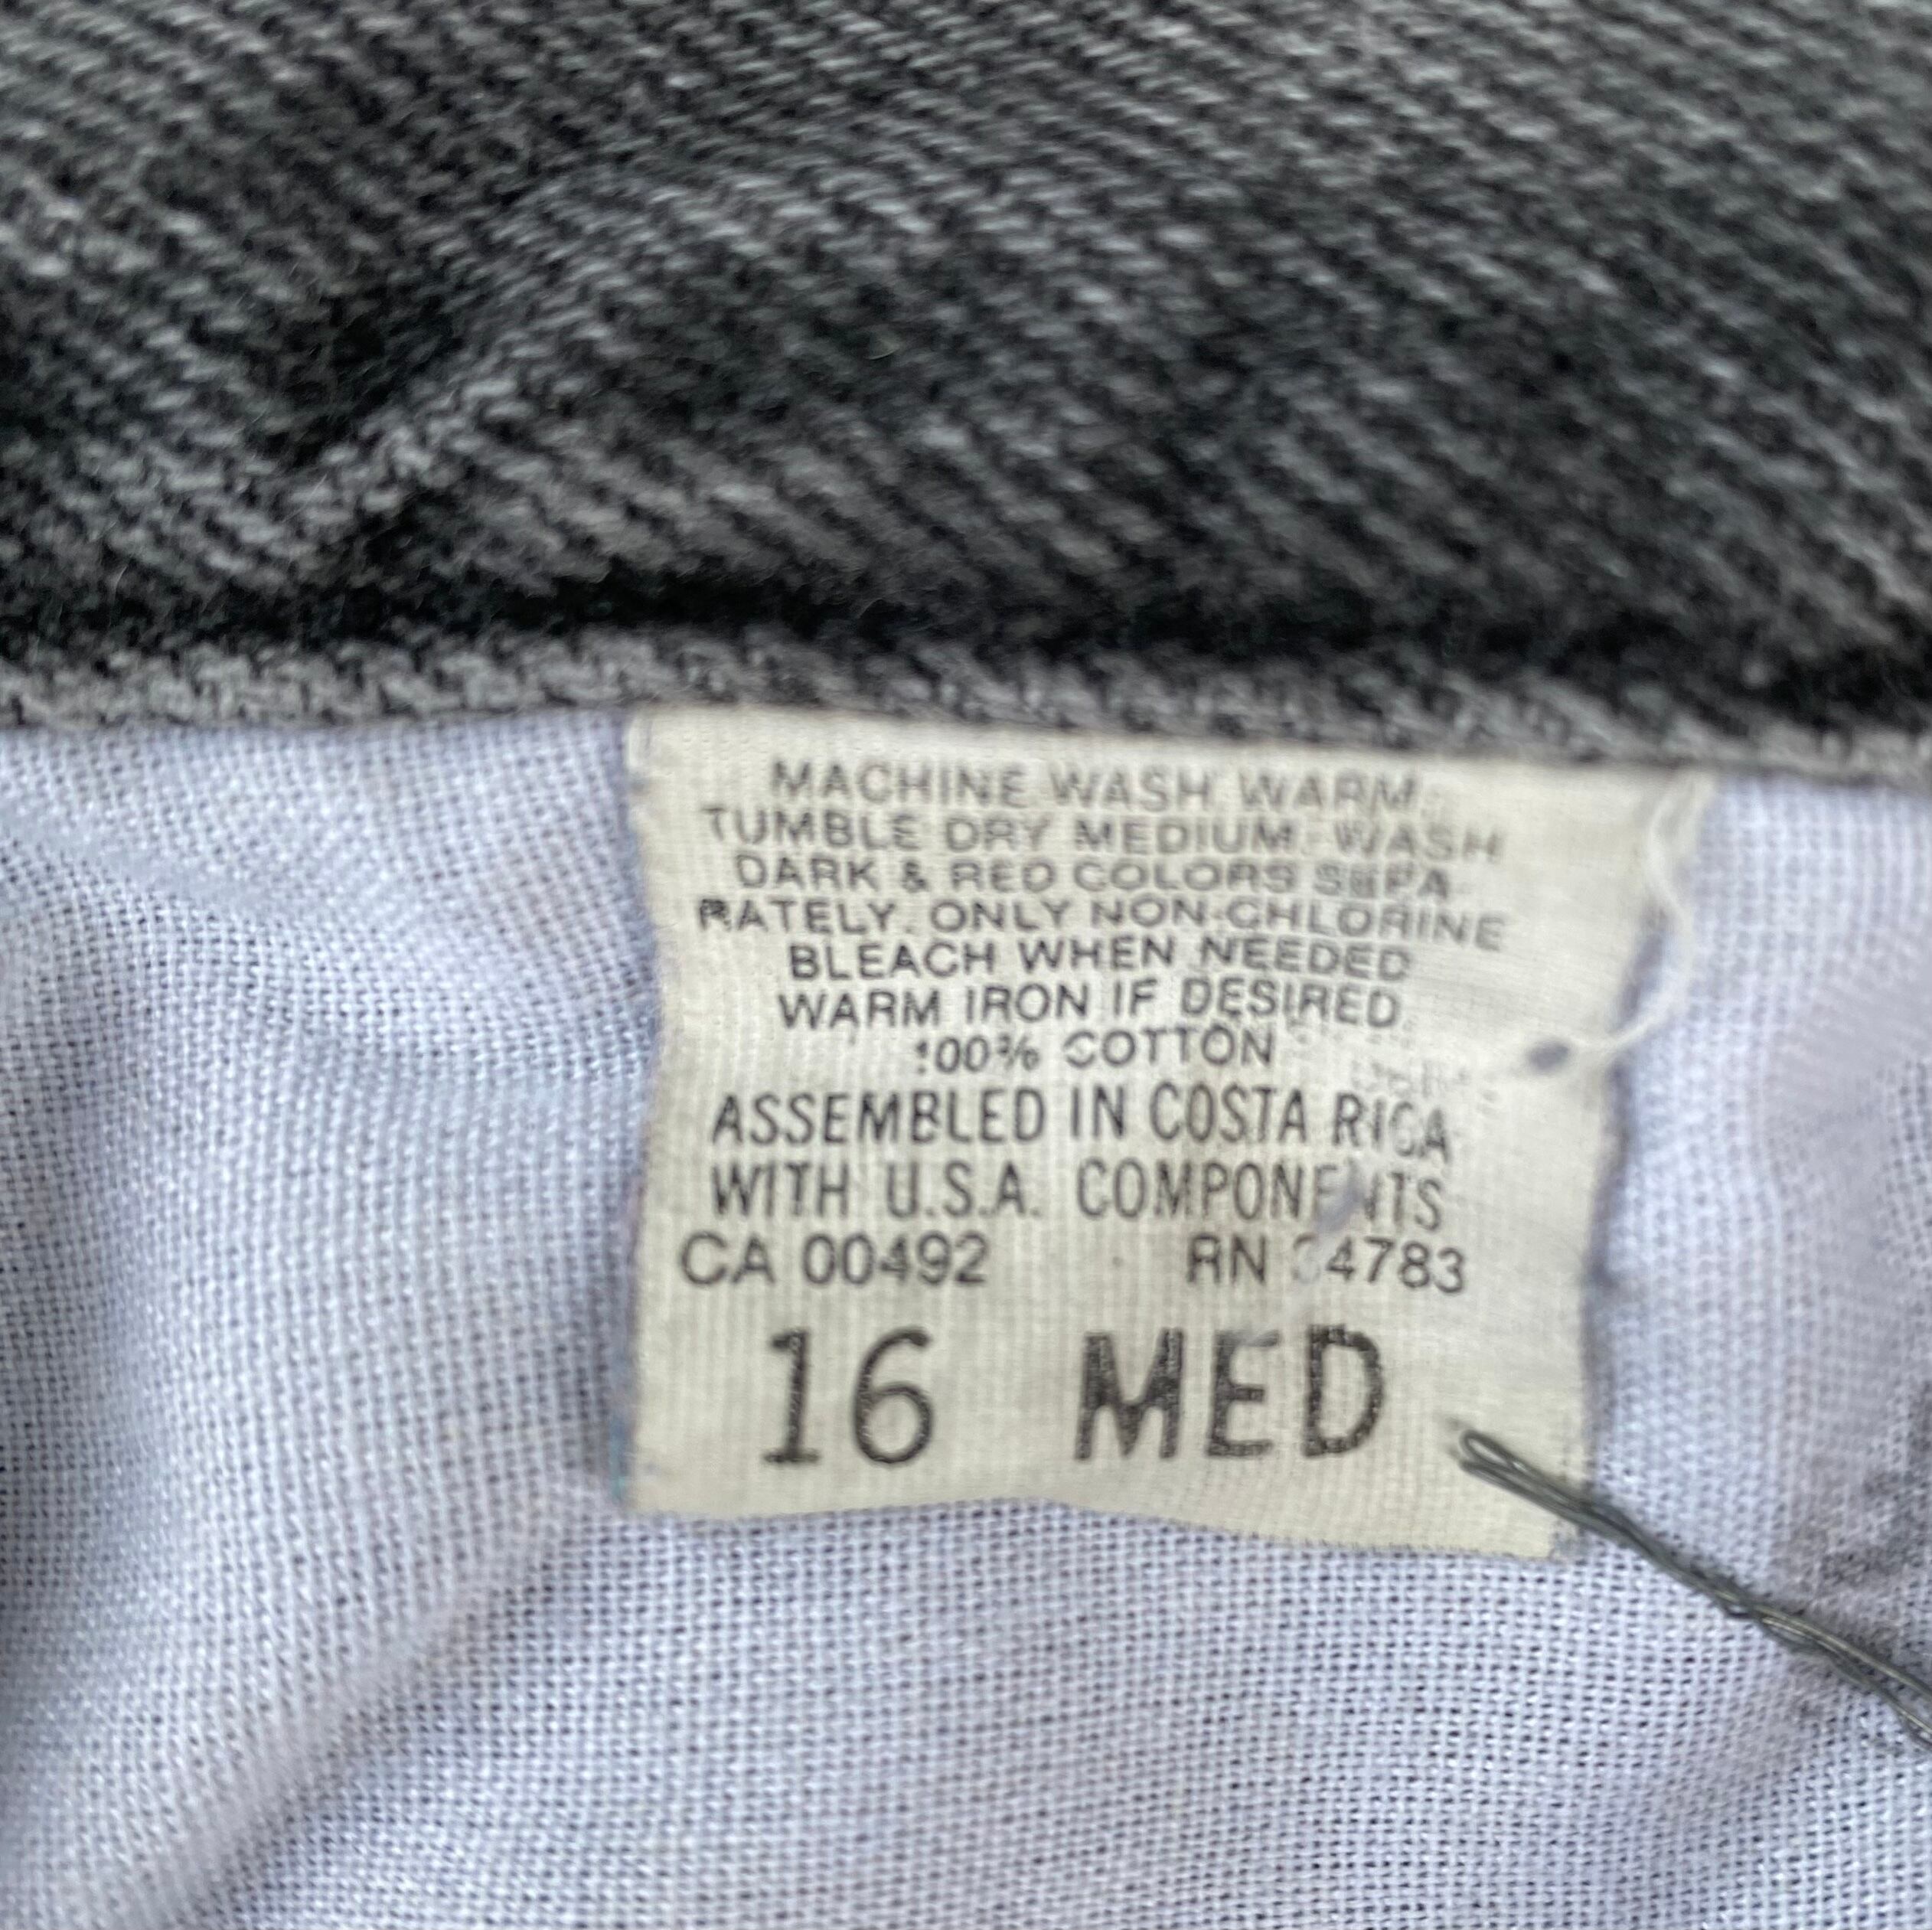 MACHINE WASH WARM
TUMBLE DRY MEDIUM. WASH
DARK & RED COLORS SEPA
RATELY. ONLY NON-CHLORINE
BLEACH WHEN NEEDED
WARM IRON IF DESIRED
100% COTTON
ASSEMBLED IN COSTA RICA
WITH U.S.A. COMPONENTS
CA 00492 RN
16 MED